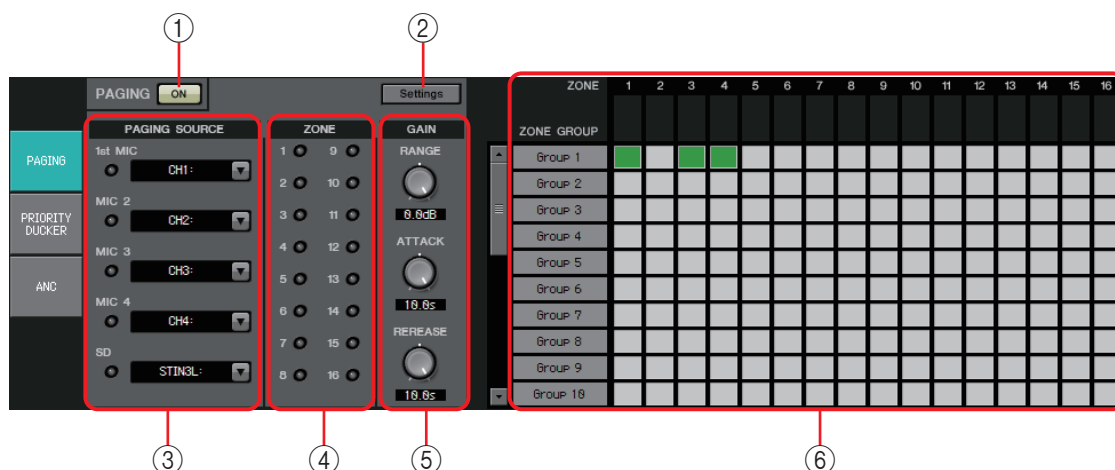 ① ②
PAGING ON Settings
PAGING SOURCE ZONE GAIN
PAGING
PRIORITY DUCKER
ANC
1st MIC
CH1:
MIC 2
CH2:
MIC 3
CH3:
MIC 4
CH4:
SD
STIN3L:
1 9
2 10
3 11
4 12
5 13
6 14
7 15
8 16
RANGE
0.0dB
ATTACK
10.0s
REREASE
10.0s
ZONE 1 2 3 4 5 6 7 8 9 10 11 12 13 14 15 16
ZONE GROUP
Group 1
Group 2
Group 3
Group 4
Group 5
Group 6
Group 7
Group 8
Group 9
Group 10
③ ④ ⑤ ⑥